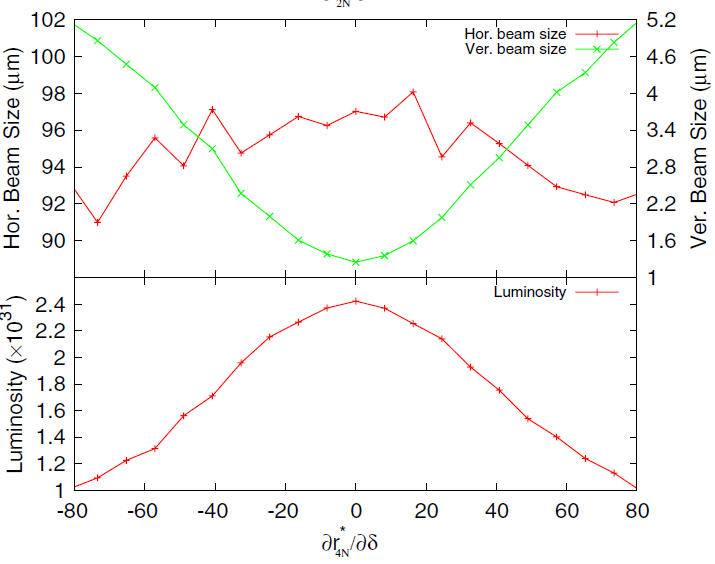 2N
102
100
98
96
94
92
90
Hor. Beam Size (μm)
5.2
4.6
4
3.4
2.8
2.2
1.6
1
Ver. Beam Size (μm)
Hor. beam size
Ver. beam size
Luminosity
2.4
2.2
2
1.8
1.6
1.4
1.2
1
Luminosity (×10³¹)
-80 -60 -40 -20 0 20 40 60 80
∂r*4N/∂δ